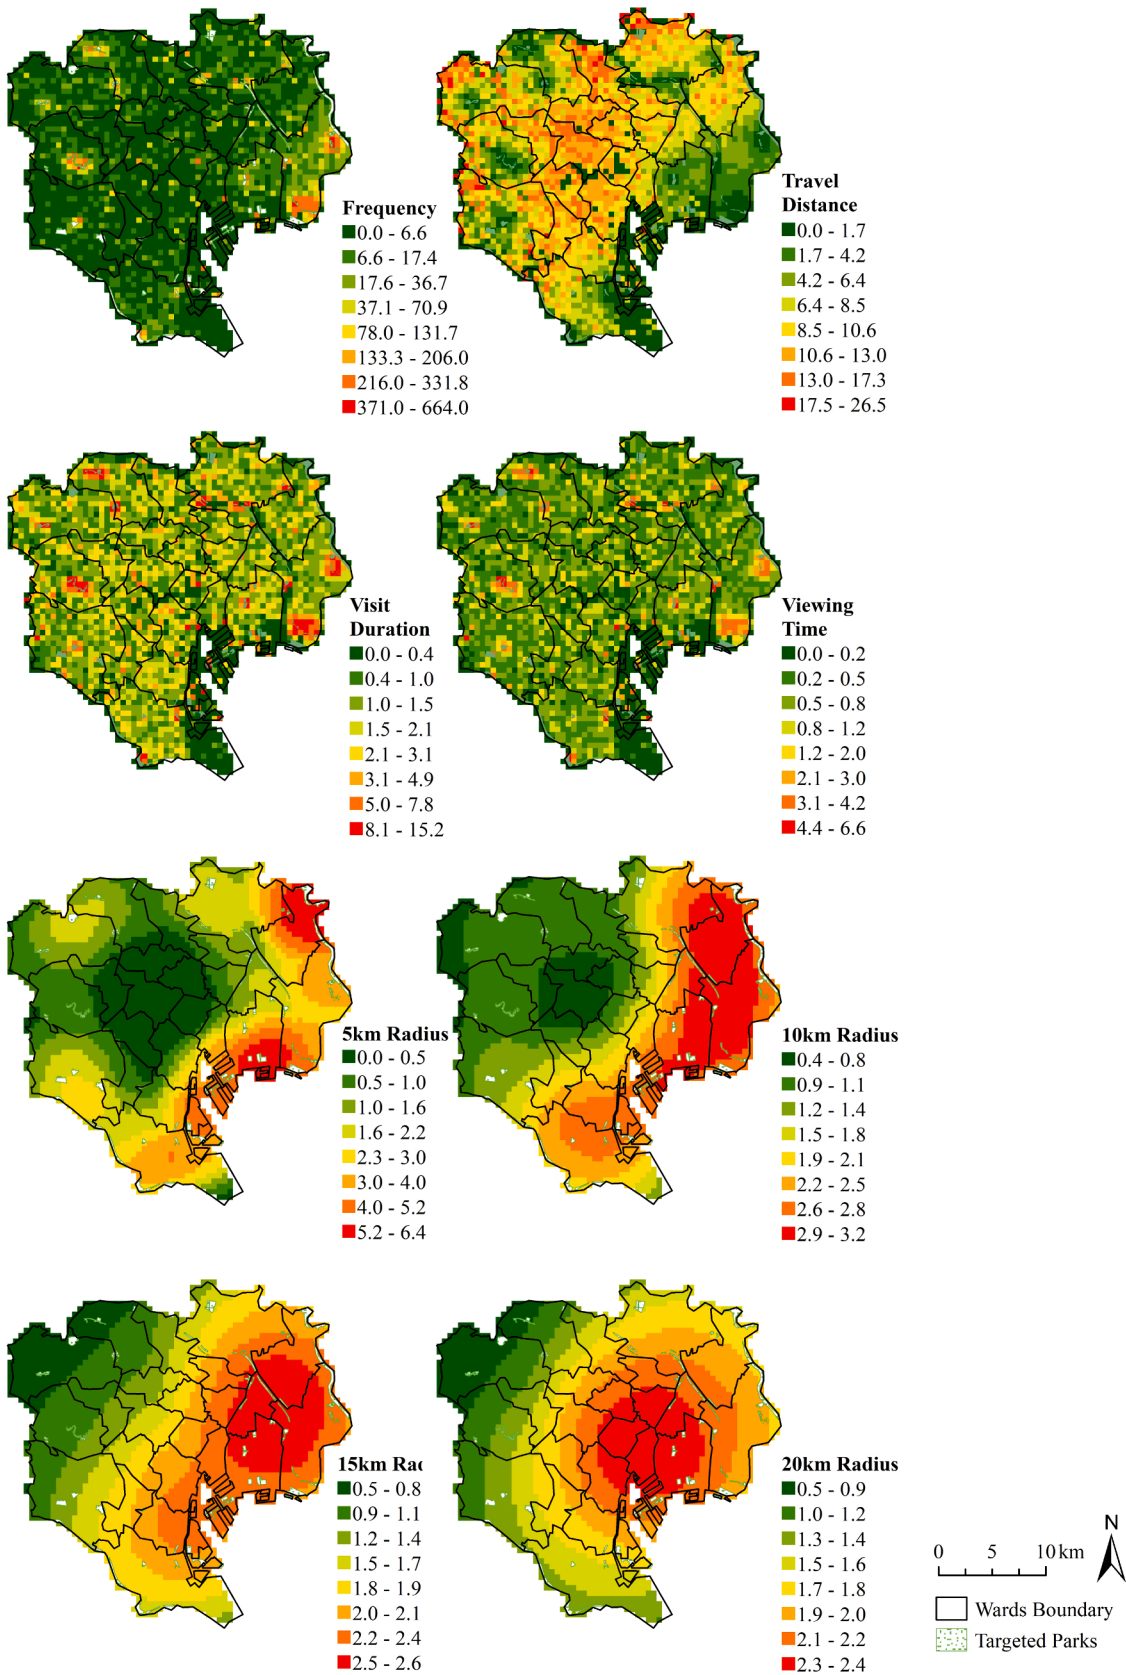 Frequency
0.0 - 6.6
6.6 - 17.4
17.6 - 36.7
37.1 - 70.9
78.0 - 131.7
133.3 - 206.0
216.0 - 331.8
371.0 - 664.0
Travel
Distance
0.0 - 1.7
1.7 - 4.2
4.2 - 6.4
6.4 - 8.5
8.5 - 10.6
10.6 - 13.0
13.0 - 17.3
17.5 - 26.5
Visit
Duration
0.0 - 0.4
0.4 - 1.0
1.0 - 1.5
1.5 - 2.1
2.1 - 3.1
3.1 - 4.9
5.0 - 7.8
8.1 - 15.2
Viewing
Time
0.0 - 0.2
0.2 - 0.5
0.5 - 0.8
0.8 - 1.2
1.2 - 2.0
2.1 - 3.0
3.1 - 4.2
4.4 - 6.6
5km Radius
0.0 - 0.5
0.5 - 1.0
1.0 - 1.6
1.6 - 2.2
2.3 - 3.0
3.0 - 4.0
4.0 - 5.2
5.2 - 6.4
10km Radius
0.4 - 0.8
0.9 - 1.1
1.2 - 1.4
1.5 - 1.8
1.9 - 2.1
2.2 - 2.5
2.6 - 2.8
2.9 - 3.2
15km Rad
0.5 - 0.8
0.9 - 1.1
1.2 - 1.4
1.5 - 1.7
1.8 - 1.9
2.0 - 2.1
2.2 - 2.4
2.5 - 2.6
20km Radius
0.5 - 0.9
1.0 - 1.2
1.3 - 1.4
1.5 - 1.6
1.7 - 1.8
1.9 - 2.0
2.1 - 2.2
2.3 - 2.4
N
0 5 10 km
Wards Boundary
Targeted Parks